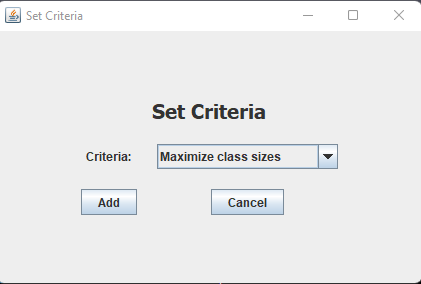 Set Criteria
Set Criteria
Criteria: Maximize class sizes
Add Cancel